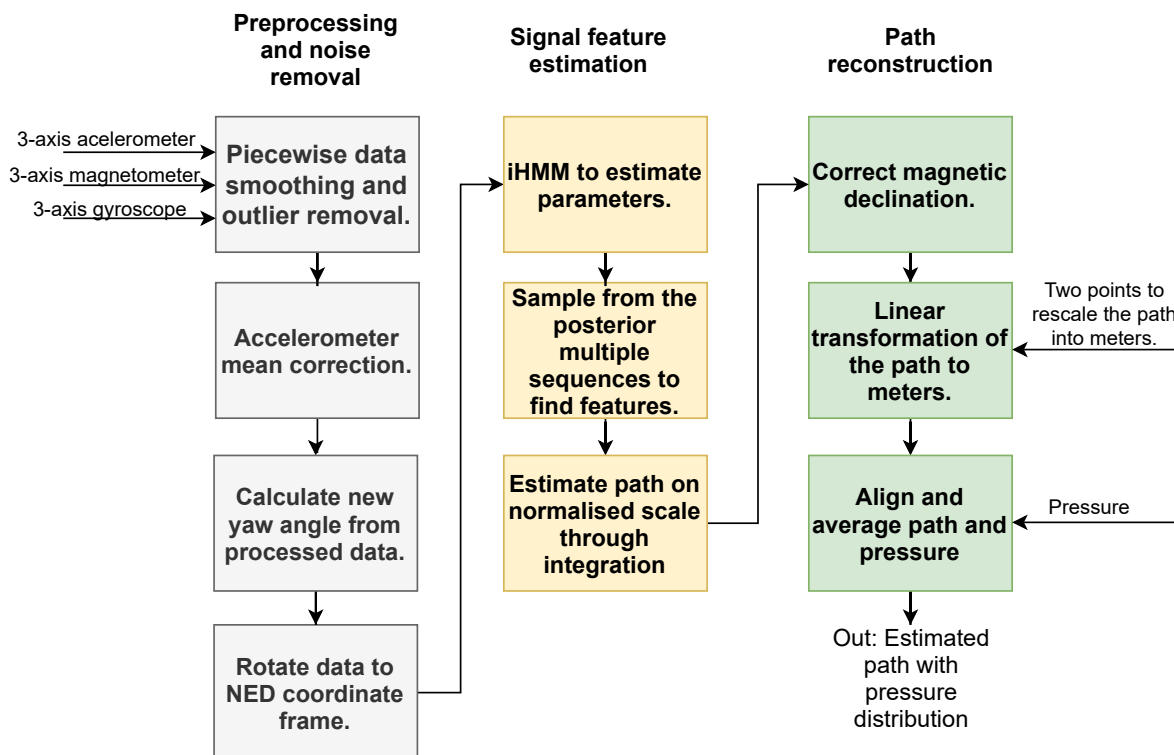 Preprocessing
and noise
removal
3-axis acelerometer
3-axis magnetometer
3-axis gyroscope
Piecewise data
smoothing and
outlier removal.
Accelerometer
mean correction.
Calculate new
yaw angle from
processed data.
Rotate data to
NED coordinate
frame.
Signal feature
estimation
iHMM to estimate
parameters.
Sample from the
posterior
multiple
sequences to
find features.
Estimate path on
normalised scale
through
integration
Path
reconstruction
Correct magnetic
declination.
Linear
transformation of
the path to
meters.
Two points to
rescale the path
into meters.
Align and
average path and
pressure
Pressure
Out: Estimated
path with
pressure
distribution